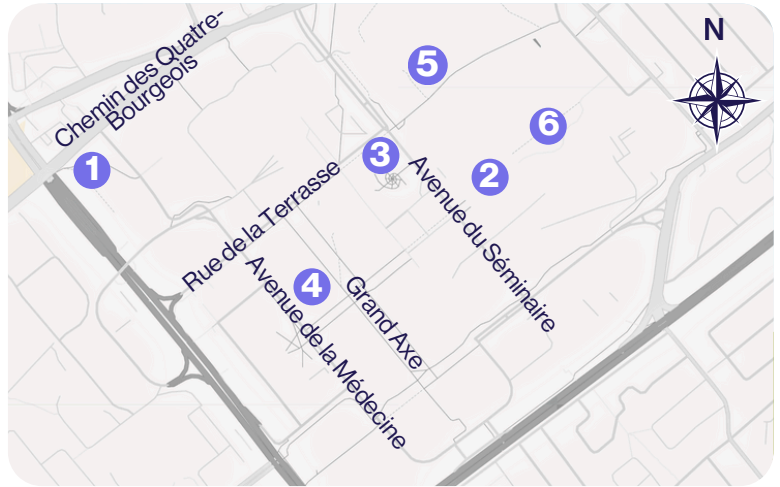 N
Chemin des Quatre-
Bourgeois
5
6
1
3
2
Rue de la Terrasse
Avenue du Séminaire
4
Avenue de la Médecine
Grand Axe